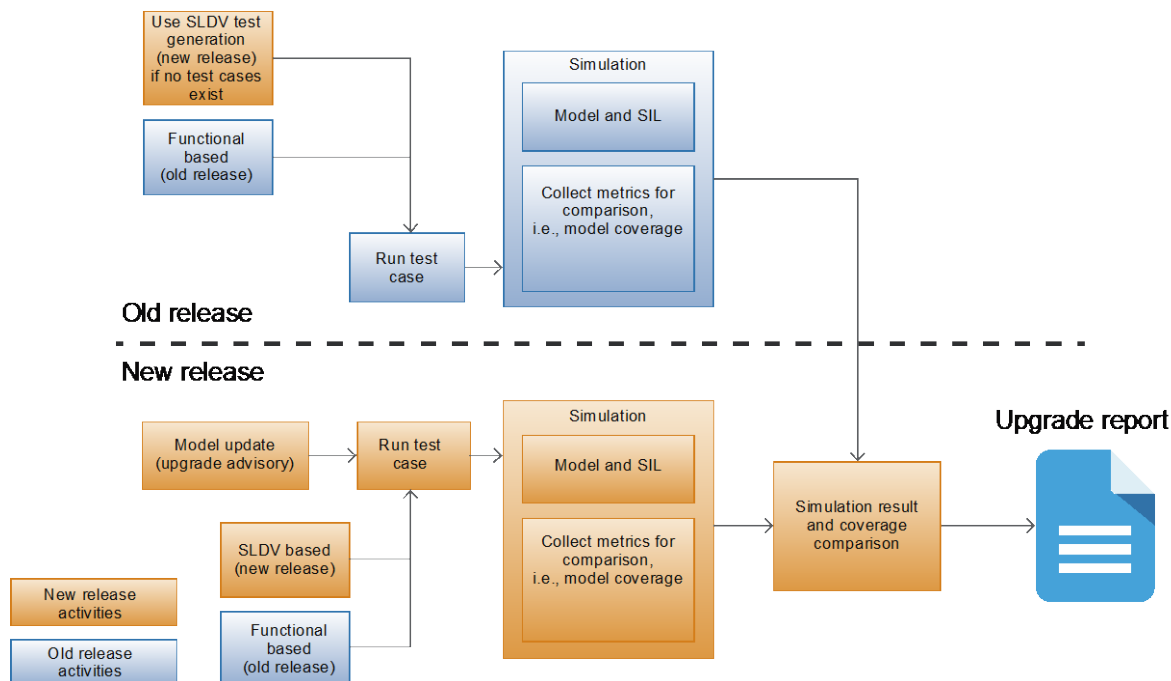 Use SLDV test
generation
(new release)
if no test cases
exist
Functional
based
(old release)
Run test
case
Simulation
Model and SIL
Collect metrics for
comparison,
i.e., model coverage
Old release
New release
Model update
(upgrade advisory)
Run test
case
SLDV based
(new release)
Functional
based
(old release)
Simulation
Model and SIL
Collect metrics for
comparison,
i.e., model coverage
Simulation result
and coverage
comparison
Upgrade report
New release
activities
Old release
activities